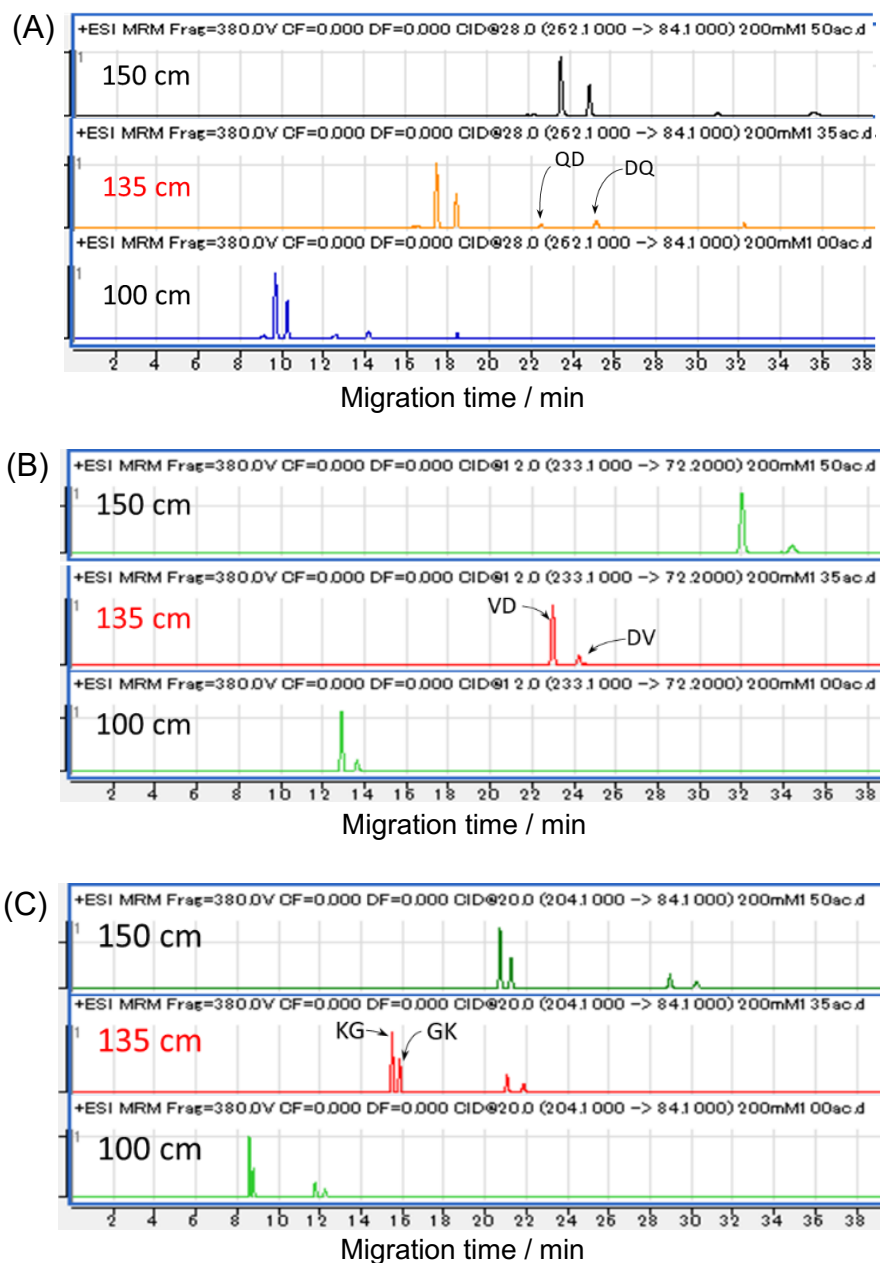 (A)
+ESI MRM Frag=380.0V CF=0.000 DF=0.000 CID@28.0 (262.1000 -> 84.1000) 200mM150ac.d
1
150 cm
+ESI MRM Frag=380.0V CF=0.000 DF=0.000 CID@28.0 (262.1000 -> 84.1000) 200mM135ac.d
1
135 cm
QD
DQ
+ESI MRM Frag=380.0V CF=0.000 DF=0.000 CID@28.0 (262.1000 -> 84.1000) 200mM100ac.d
1
100 cm
2 4 6 8 10 12 14 16 18 20 22 24 26 28 30 32 34 36 38
Migration time / min
(B)
+ESI MRM Frag=380.0V CF=0.000 DF=0.000 CID@12.0 (233.1000 -> 72.2000) 200mM150ac.d
1
150 cm
+ESI MRM Frag=380.0V CF=0.000 DF=0.000 CID@12.0 (233.1000 -> 72.2000) 200mM135ac.d
1
135 cm
VD
DV
+ESI MRM Frag=380.0V CF=0.000 DF=0.000 CID@12.0 (233.1000 -> 72.2000) 200mM100ac.d
1
100 cm
2 4 6 8 10 12 14 16 18 20 22 24 26 28 30 32 34 36 38
Migration time / min
(C)
+ESI MRM Frag=380.0V CF=0.000 DF=0.000 CID@20.0 (204.1000 -> 84.1000) 200mM150ac.d
1
150 cm
+ESI MRM Frag=380.0V CF=0.000 DF=0.000 CID@20.0 (204.1000 -> 84.1000) 200mM135ac.d
1
135 cm
KG
GK
+ESI MRM Frag=380.0V CF=0.000 DF=0.000 CID@20.0 (204.1000 -> 84.1000) 200mM100ac.d
1
100 cm
2 4 6 8 10 12 14 16 18 20 22 24 26 28 30 32 34 36 38
Migration time / min